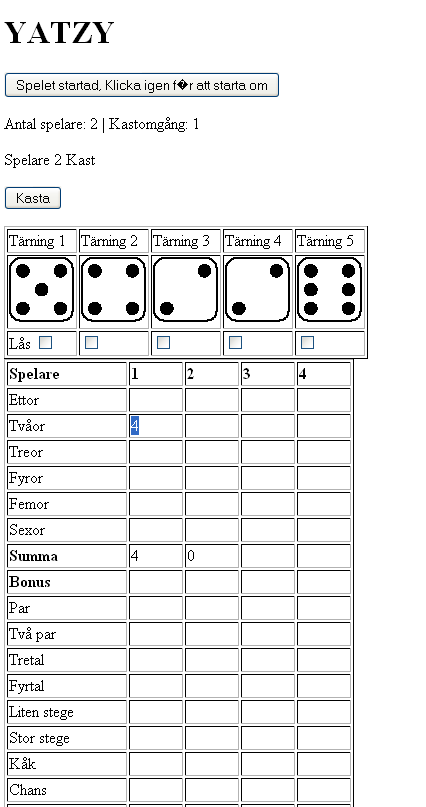 YATZY
Spelet startad, Klicka igen f�r att starta om
Antal spelare: 2 | Kastomgång: 1
Spelare 2 Kast
Kasta
Tärning 1 Tärning 2 Tärning 3 Tärning 4 Tärning 5
Lås
Spelare 1 2 3 4
Ettor
Tvåor 4
Treor
Fyror
Femor
Sexor
Summa 4 0
Bonus
Par
Två par
Tretal
Fyrtal
Liten stege
Stor stege
Kåk
Chans